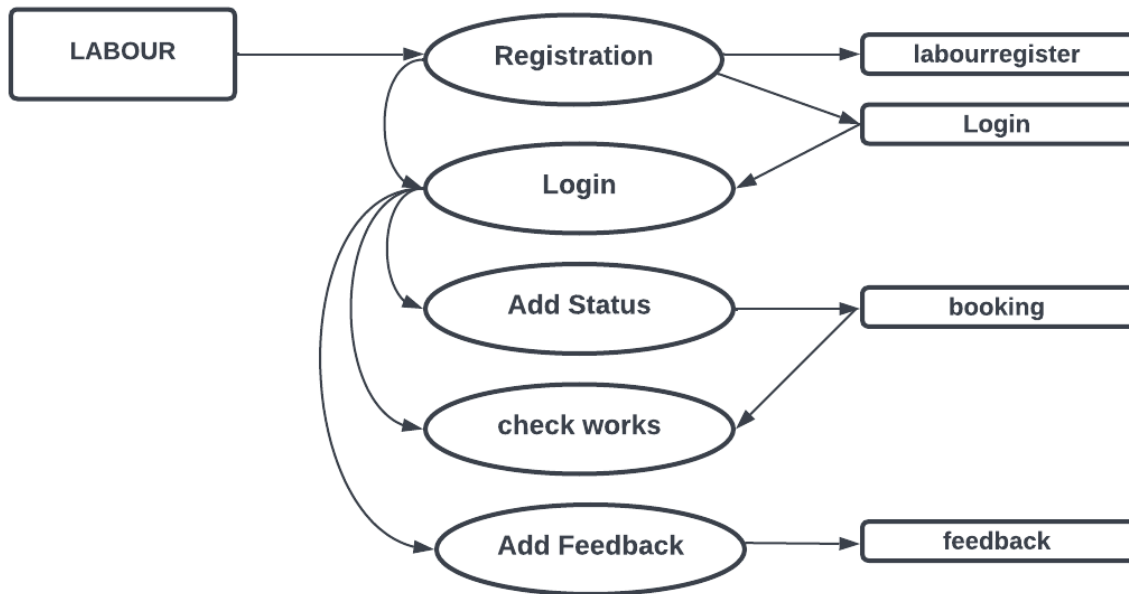 LABOUR
Registration
labourregister
Login
Login
Add Status
booking
check works
Add Feedback
feedback